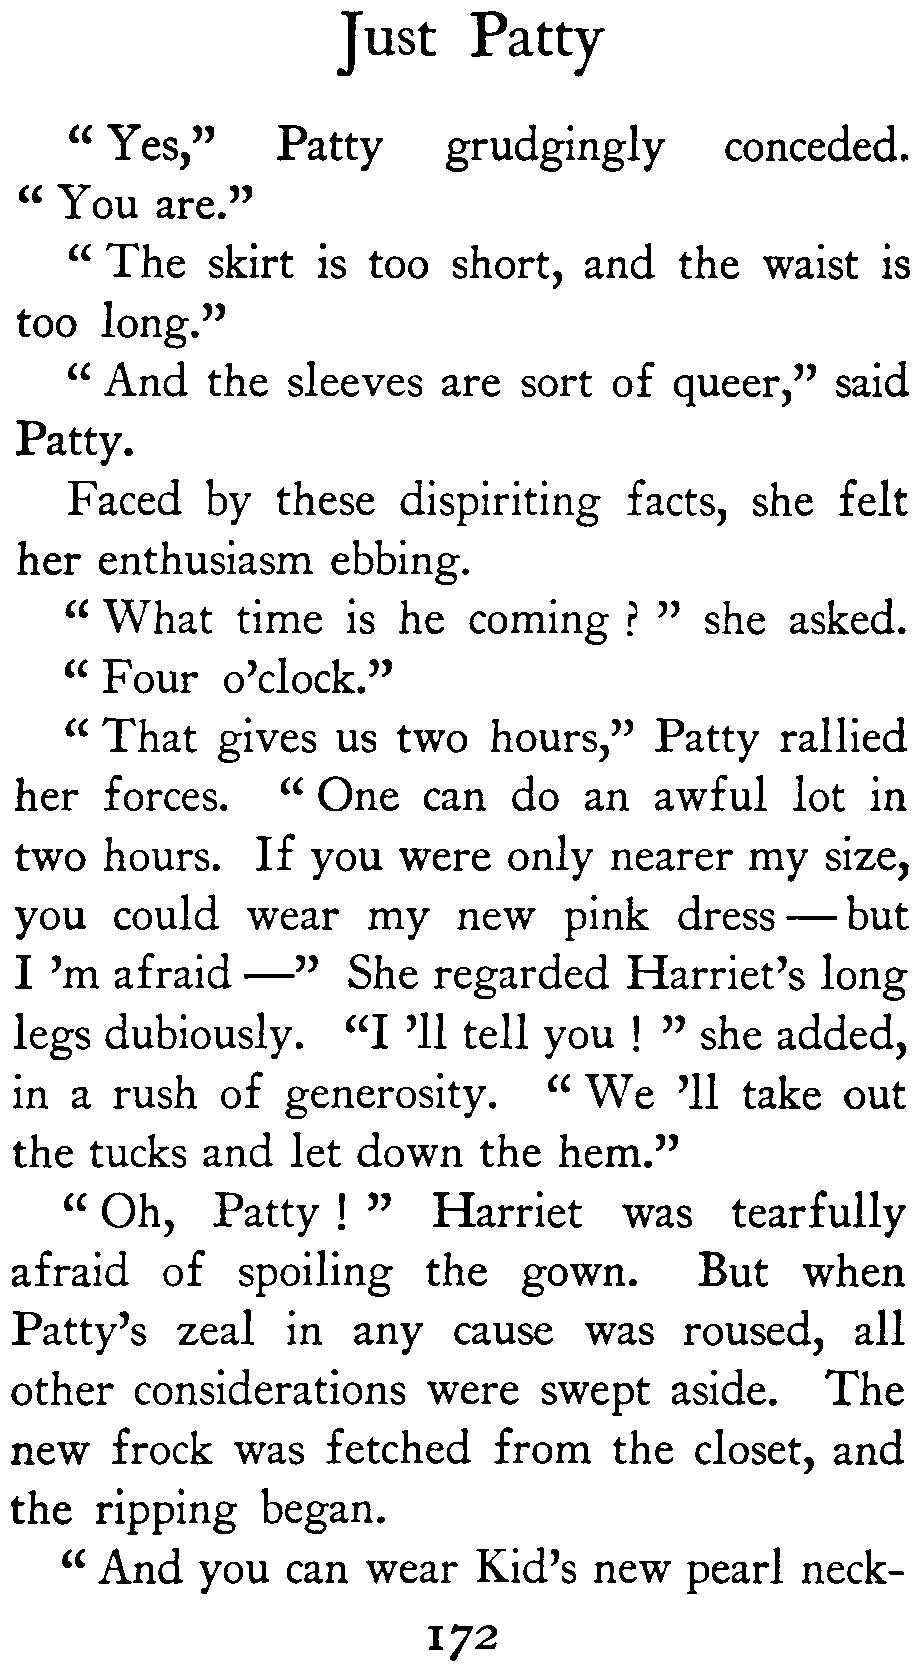 Just Patty
“ Yes,” Patty grudgingly conceded.
“ You are.”
“ The skirt is too short, and the waist is
too long.”
“ And the sleeves are sort of queer,” said
Patty.
Faced by these dispiriting facts, she felt
her enthusiasm ebbing.
“ What time is he coming ? ” she asked.
“ Four o’clock.”
“ That gives us two hours,” Patty rallied
her forces. “ One can do an awful lot in
two hours. If you were only nearer my size,
you could wear my new pink dress — but
I ’m afraid —” She regarded Harriet’s long
legs dubiously. “I ’ll tell you ! ” she added,
in a rush of generosity. “ We ’ll take out
the tucks and let down the hem.”
“ Oh, Patty ! ” Harriet was tearfully
afraid of spoiling the gown. But when
Patty’s zeal in any cause was roused, all
other considerations were swept aside. The
new frock was fetched from the closet, and
the ripping began.
“ And you can wear Kid’s new pearl neck-
172